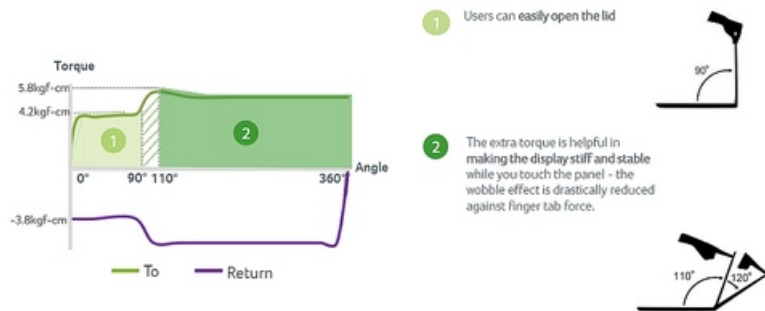 Torque
5.8kgf-cm
4.2kgf-cm
1
2
Angle
0°
90°
110°
360°
-3.8kgf-cm
To
Return
1
Users can easily open the lid
90°
2
The extra torque is helpful in
making the display stiff and stable
while you touch the panel - the
wobble effect is drastically reduced
against finger tab force.
110°
120°